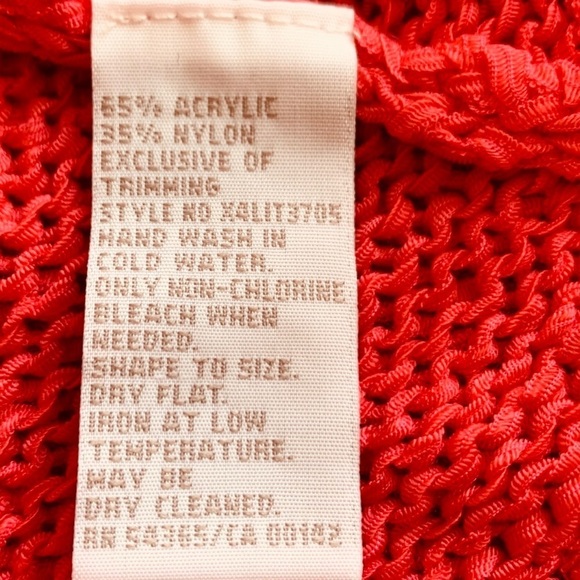 65% ACRYLIC
35% NYLON
EXCLUSIVE OF
TRIMMING
STYLE NO X4LIT3705
HAND WASH IN
COLD WATER.
ONLY NON-CHLORINE
BLEACH WHEN
NEEDED.
SHAPE TO SIZE.
DRY FLAT.
IRON AT LOW
TEMPERATURE.
MAY BE
DRY CLEANED.
RN 54365/CA 00142